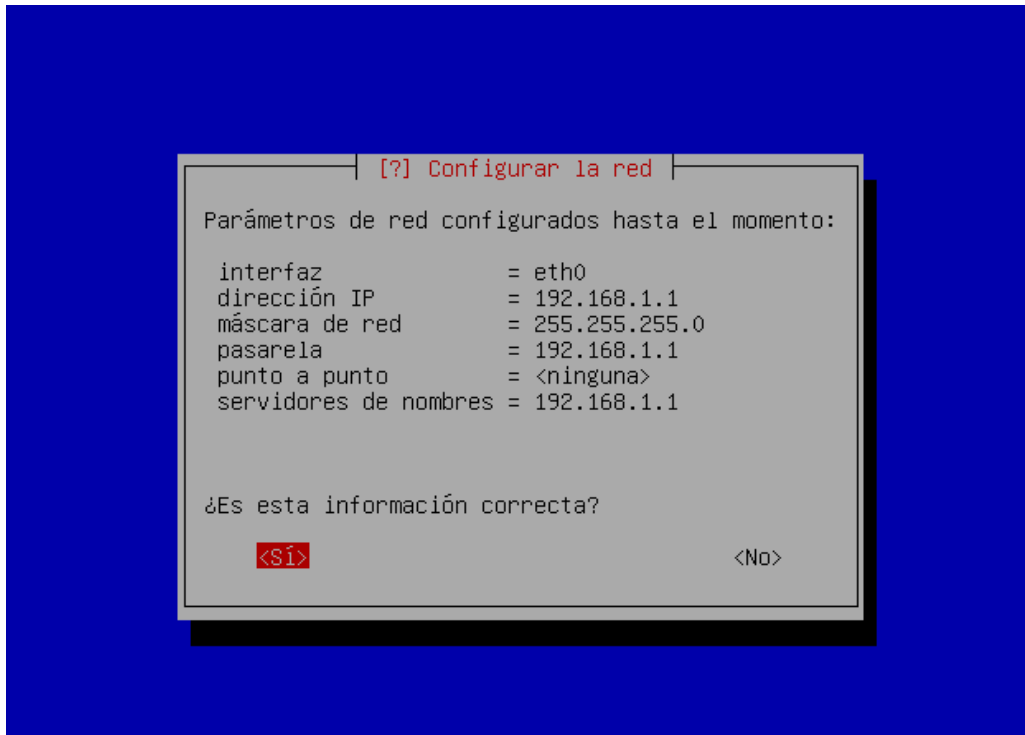 [?] Configurar la red
Parámetros de red configurados hasta el momento:
interfaz = eth0
dirección IP = 192.168.1.1
máscara de red = 255.255.255.0
pasarela = 192.168.1.1
punto a punto = <ninguna>
servidores de nombres = 192.168.1.1
¿Es esta información correcta?
<Sí> <No>